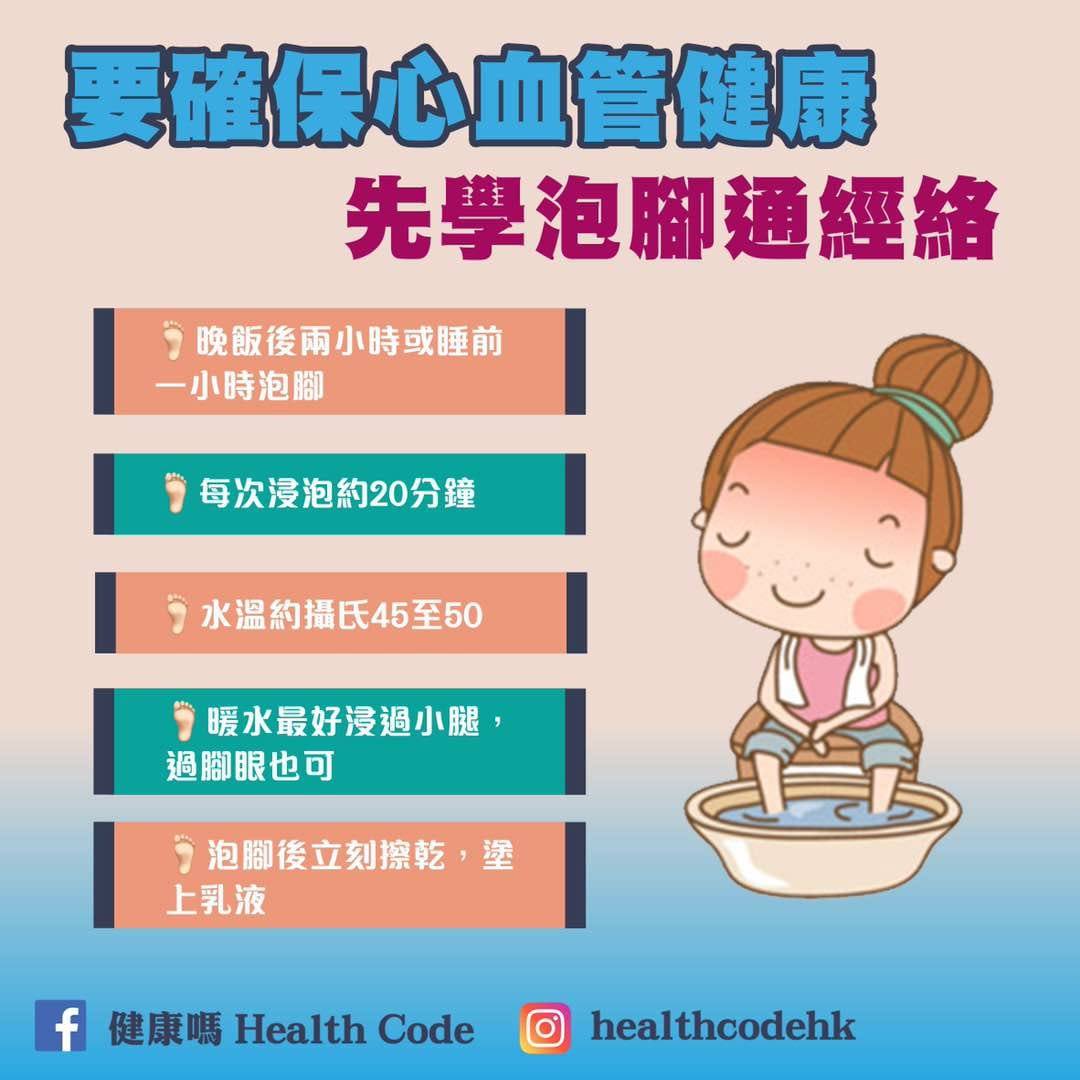 要確保心血管健康
先學泡腳通經絡
晚飯後兩小時或睡前
一小時泡腳
每次浸泡約20分鐘
水溫約攝氏45至50
暖水最好浸過小腿，
過腳眼也可
泡腳後立刻擦乾，塗
上乳液
健康嗎 Health Code
healthcodehk